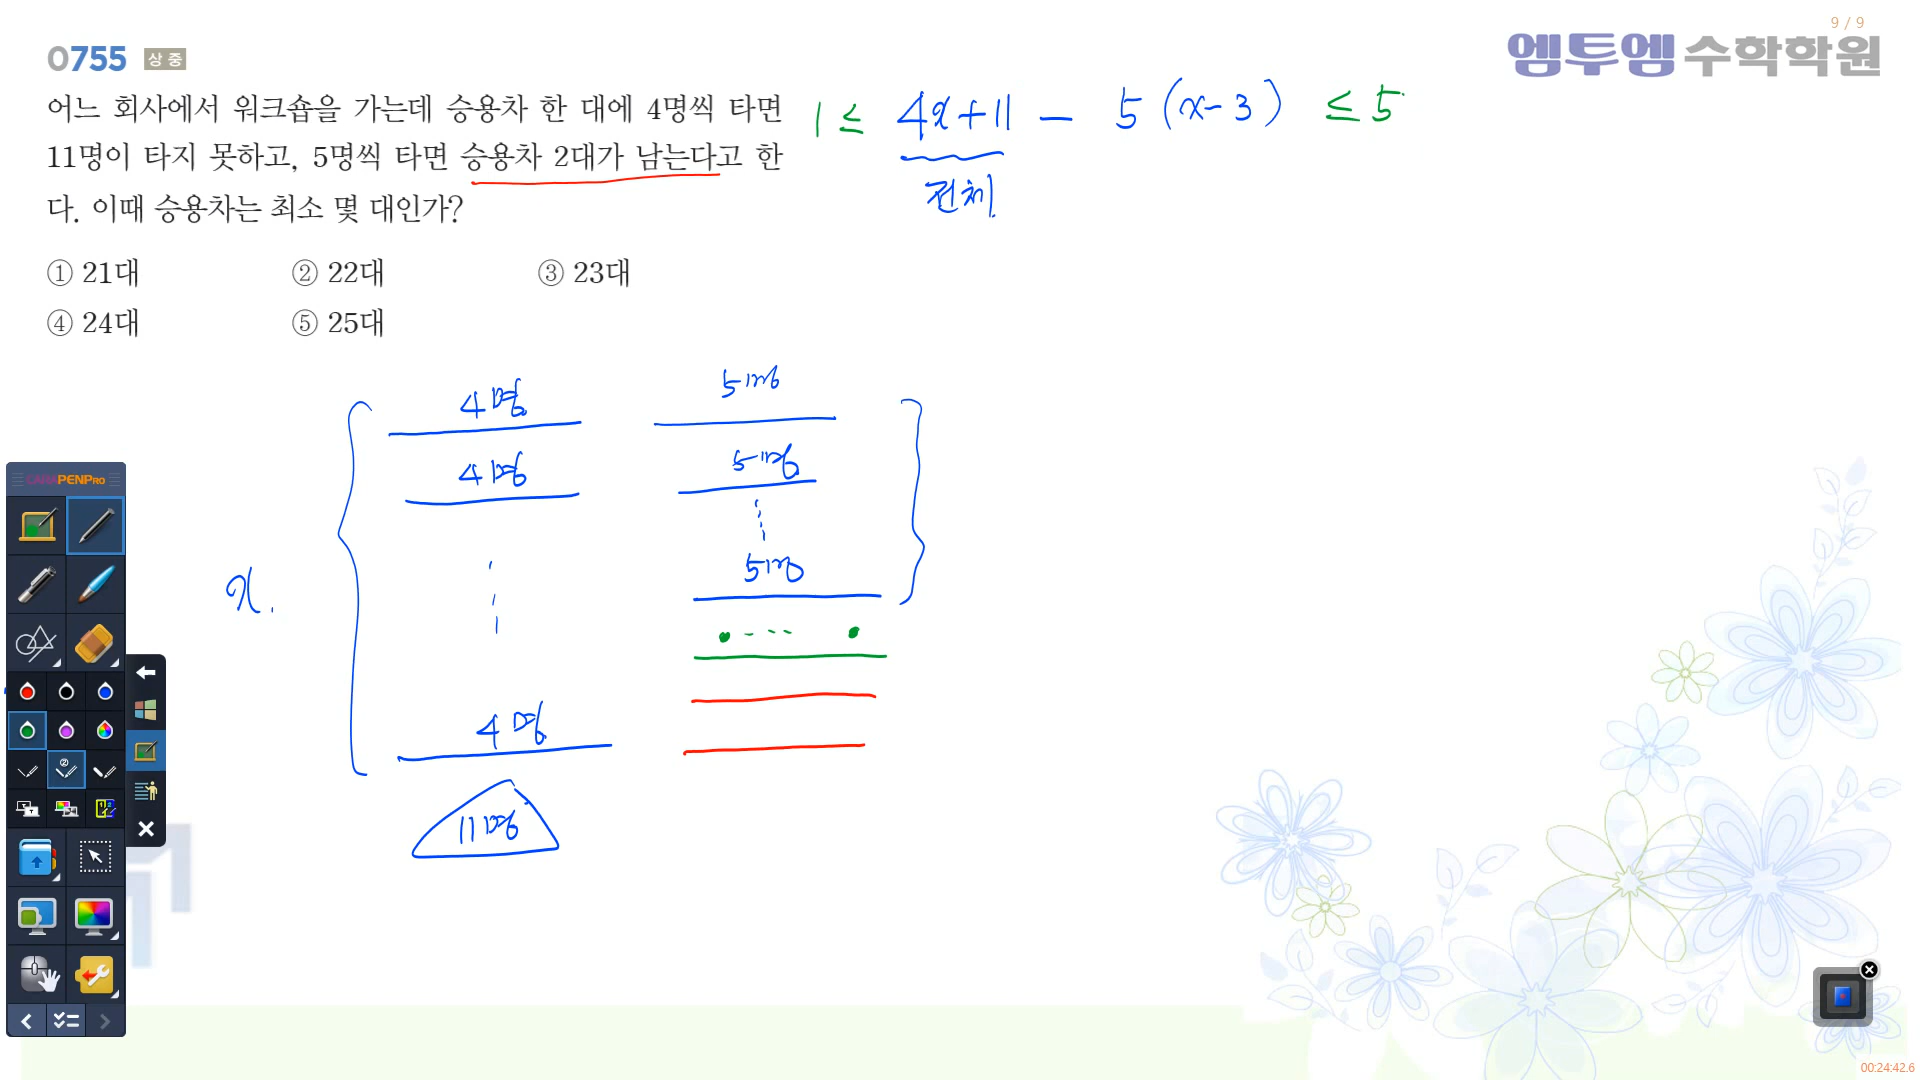 9 / 9
엠투엠 수학학원
0755 상 중
어느 회사에서 워크숍을 가는데 승용차 한 대에 4명씩 타면
11명이 타지 못하고, 5명씩 타면 승용차 2대가 남는다고 한
다. 이때 승용차는 최소 몇 대인가?
① 21대 ② 22대 ③ 23대
④ 24대 ⑤ 25대
1 ≤ 4x+11 - 5(x-3) ≤ 5
전체
4명 5명
4명 5명
5명
x.
4명
11명
PENPRO
00:24:42.6